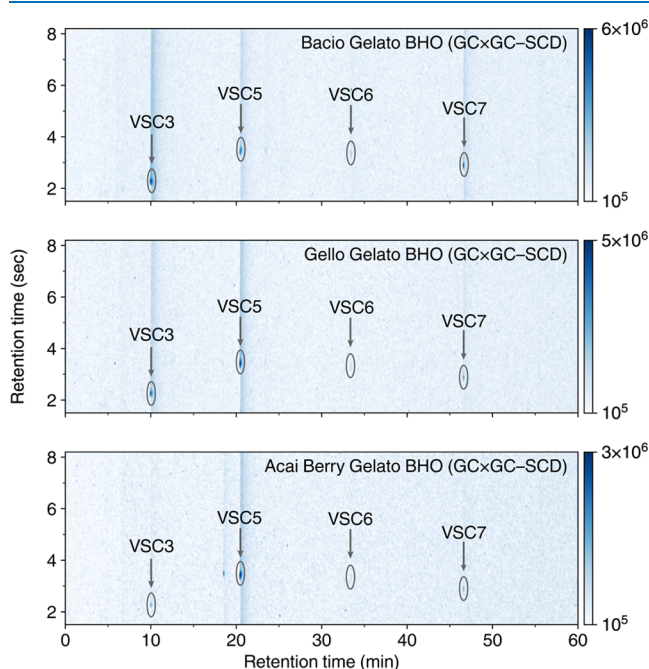 Bacio Gelato BHO (GC×GC–SCD)
6×10⁶
8
6
4
2
VSC3
VSC5
VSC6
VSC7
10⁵
Gello Gelato BHO (GC×GC–SCD)
5×10⁶
8
6
4
2
VSC3
VSC5
VSC6
VSC7
10⁵
Retention time (sec)
Acai Berry Gelato BHO (GC×GC–SCD)
3×10⁶
8
6
4
2
VSC3
VSC5
VSC6
VSC7
10⁵
0 10 20 30 40 50 60
Retention time (min)